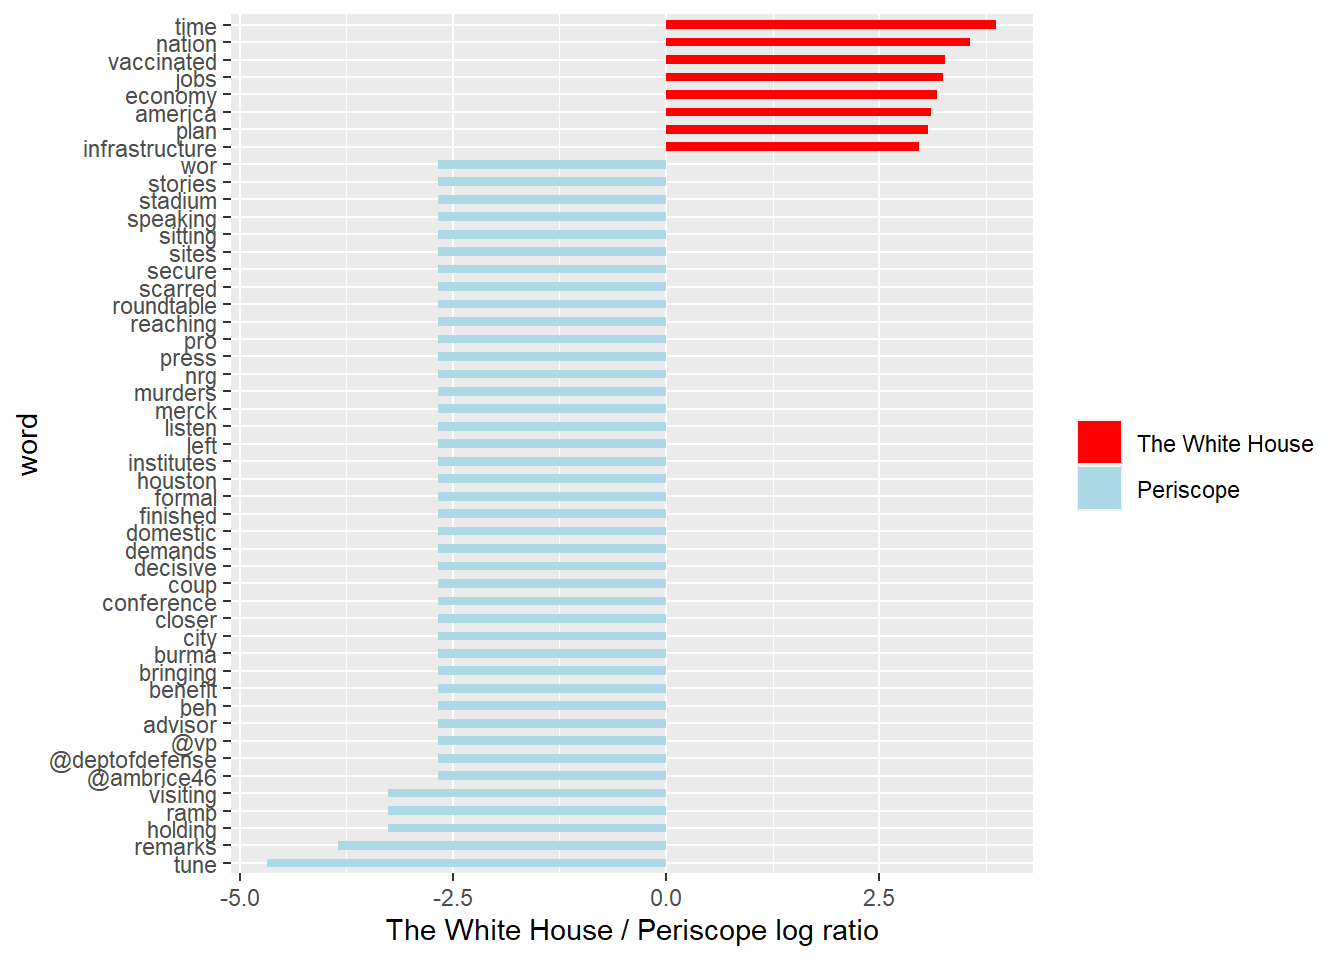 time
nation
vaccinated
jobs
economy
america
plan
infrastructure
wor
stories
stadium
speaking
sitting
sites
secure
scarred
roundtable
reaching
pro
press
nrg
murders
merck
listen
left
institutes
houston
formal
finished
domestic
demands
decisive
coup
conference
closer
city
burma
bringing
benefit
beh
advisor
@vp
@deptofdefense
@ambrice46
visiting
ramp
holding
remarks
tune
word
-5.0 -2.5 0.0 2.5
The White House / Periscope log ratio
The White House
Periscope